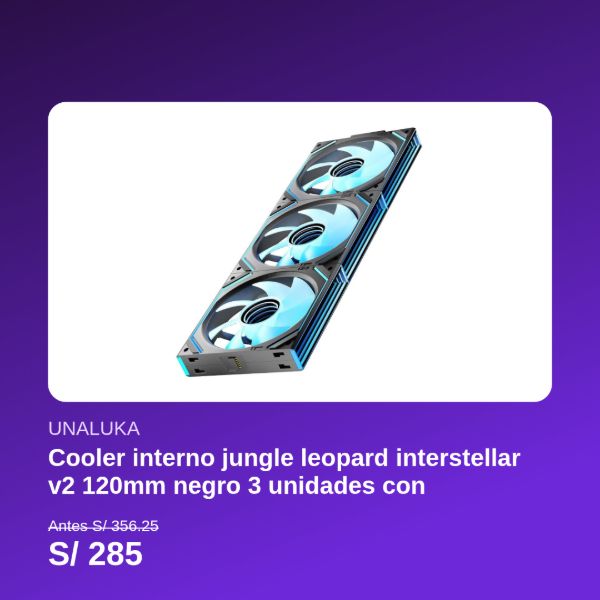 UNALUKA
Cooler interno jungle leopard interstellar
v2 120mm negro 3 unidades con
Antes S/ 356.25
S/ 285